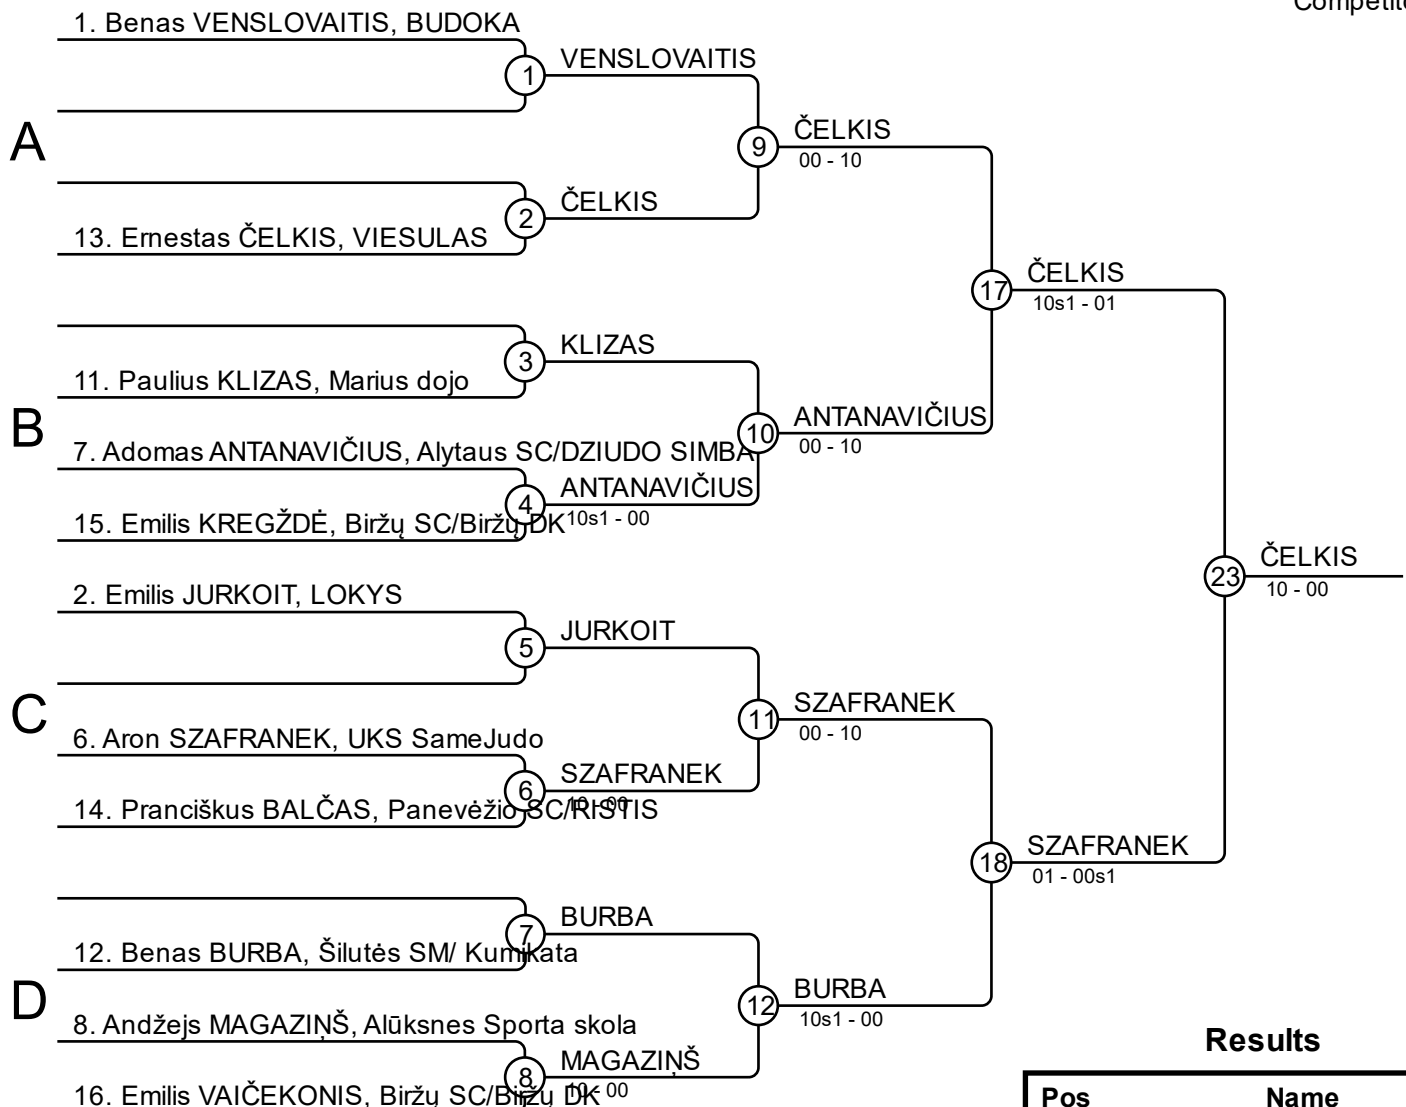 Competito
1. Benas VENSLOVAITIS, BUDOKA
1
VENSLOVAITIS
A
9
ČELKIS
00 - 10
2
ČELKIS
13. Ernestas ČELKIS, VIESULAS
17
ČELKIS
10s1 - 01
3
KLIZAS
11. Paulius KLIZAS, Marius dojo
B
10
ANTANAVIČIUS
00 - 10
7. Adomas ANTANAVIČIUS, Alytaus SC/DZIUDO SIMBA
4
ANTANAVIČIUS
10s1 - 00
15. Emilis KREGŽDĖ, Biržų SC/Biržų DK
23
ČELKIS
10 - 00
2. Emilis JURKOIT, LOKYS
5
JURKOIT
C
11
SZAFRANEK
00 - 10
6. Aron SZAFRANEK, UKS SameJudo
6
SZAFRANEK
10 - 00
14. Pranciškus BALČAS, Panevėžio SC/RISTIS
18
SZAFRANEK
01 - 00s1
7
BURBA
12. Benas BURBA, Šilutės SM/ Kumikata
D
12
BURBA
10s1 - 00
8. Andžejs MAGAZIŅŠ, Alūksnes Sporta skola
8
MAGAZIŅŠ
10 - 00
16. Emilis VAIČEKONIS, Biržų SC/Biržų DK
Results
Pos Name